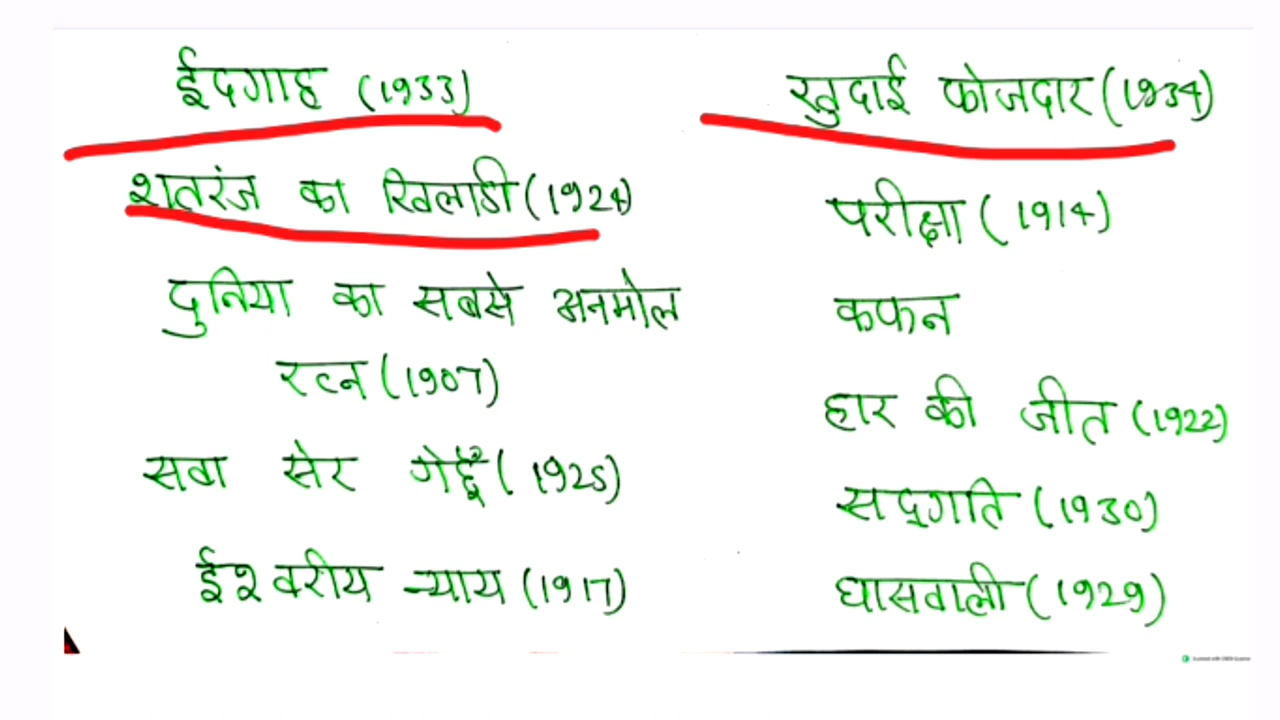 ईदगाह (1933)
शतरंज का खिलाडी (1924)
दुनिया का सबसे अनमोल
रत्न (1907)
सवा सेर गेहूँ (1925)
ईश्वरीय न्याय (1917)
खुदाई फोजदार (1934)
परीक्षा (1914)
कफन
हार की जीत (1922)
सद्गति (1930)
घासवाली (1929)